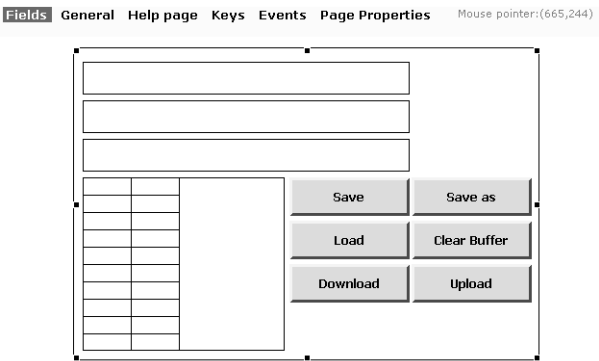 Fields General Help page Keys Events Page Properties Mouse pointer:(665,244)
Save Save as
Load Clear Buffer
Download Upload